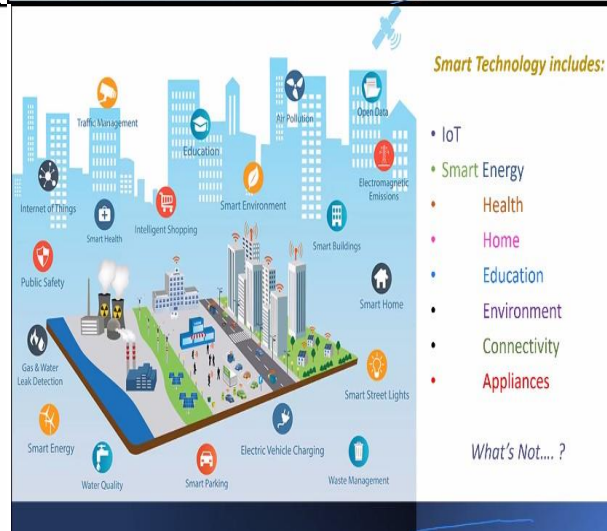 Traffic Management
Education
Air Pollution
Open Data
Internet of Things
Smart Health
Intelligent Shopping
Smart Environment
Smart Buildings
Electromagnetic
Emissions
Public Safety
Smart Home
Gas & Water
Leak Detection
Smart Street Lights
Smart Energy
Water Quality
Smart Parking
Electric Vehicle Charging
Waste Management
Smart Technology includes:
• IoT
• Smart Energy
• Health
• Home
• Education
• Environment
• Connectivity
• Appliances
What's Not.... ?